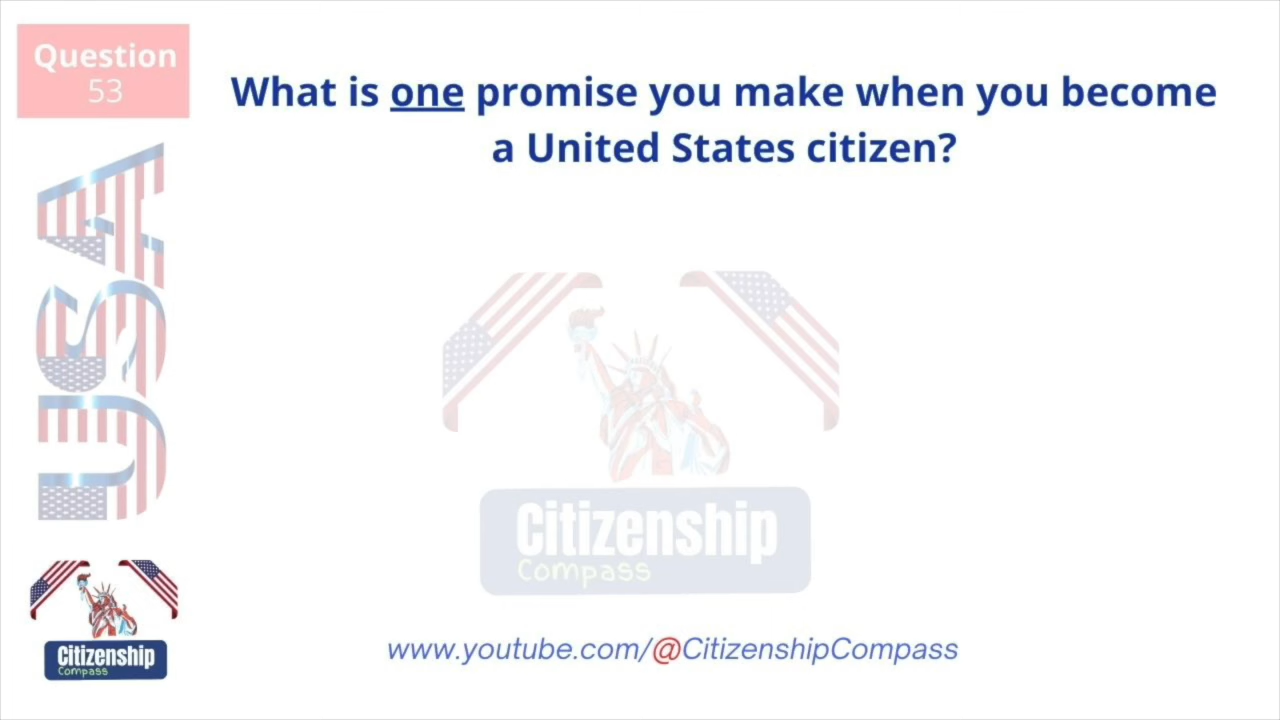 Question
53
What is one promise you make when you become
a United States citizen?
USA
Citizenship
Compass
Citizenship
Compass
www.youtube.com/@CitizenshipCompass